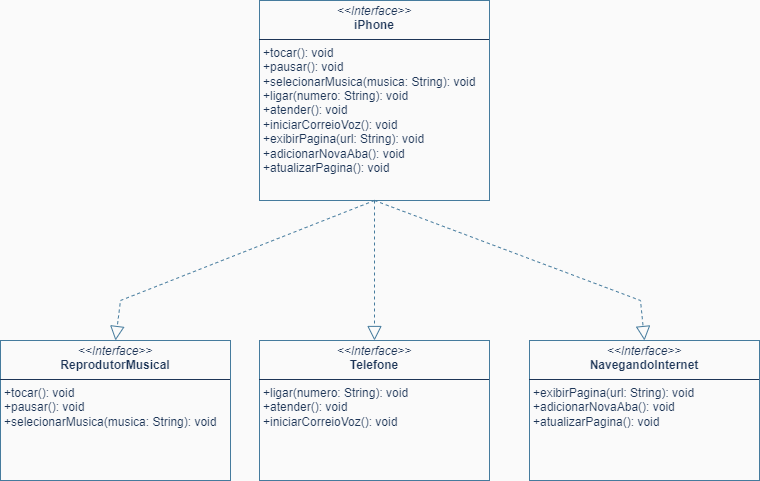 <<Interface>>
iPhone
+tocar(): void
+pausar(): void
+selecionarMusica(musica: String): void
+ligar(numero: String): void
+atender(): void
+iniciarCorreioVoz(): void
+exibirPagina(url: String): void
+adicionarNovaAba(): void
+atualizarPagina(): void
<<Interface>>
ReprodutorMusical
+tocar(): void
+pausar(): void
+selecionarMusica(musica: String): void
<<Interface>>
Telefone
+ligar(numero: String): void
+atender(): void
+iniciarCorreioVoz(): void
<<Interface>>
NavegandoInternet
+exibirPagina(url: String): void
+adicionarNovaAba(): void
+atualizarPagina(): void